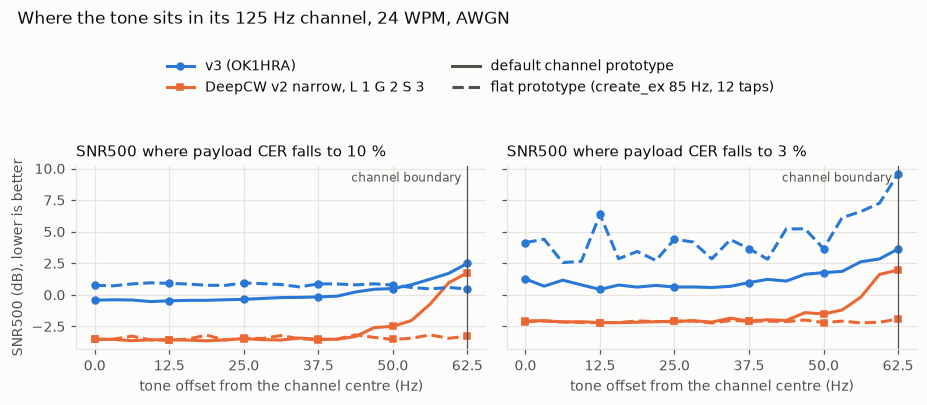 Where the tone sits in its 125 Hz channel, 24 WPM, AWGN
v3 (OK1HRA)
DeepCW v2 narrow, L 1 G 2 S 3
default channel prototype
flat prototype (create_ex 85 Hz, 12 taps)
SNR500 where payload CER falls to 10 %
SNR500 (dB), lower is better
10.0
7.5
5.0
2.5
0.0
−2.5
channel boundary
0.0 12.5 25.0 37.5 50.0 62.5
tone offset from the channel centre (Hz)
SNR500 where payload CER falls to 3 %
channel boundary
0.0 12.5 25.0 37.5 50.0 62.5
tone offset from the channel centre (Hz)